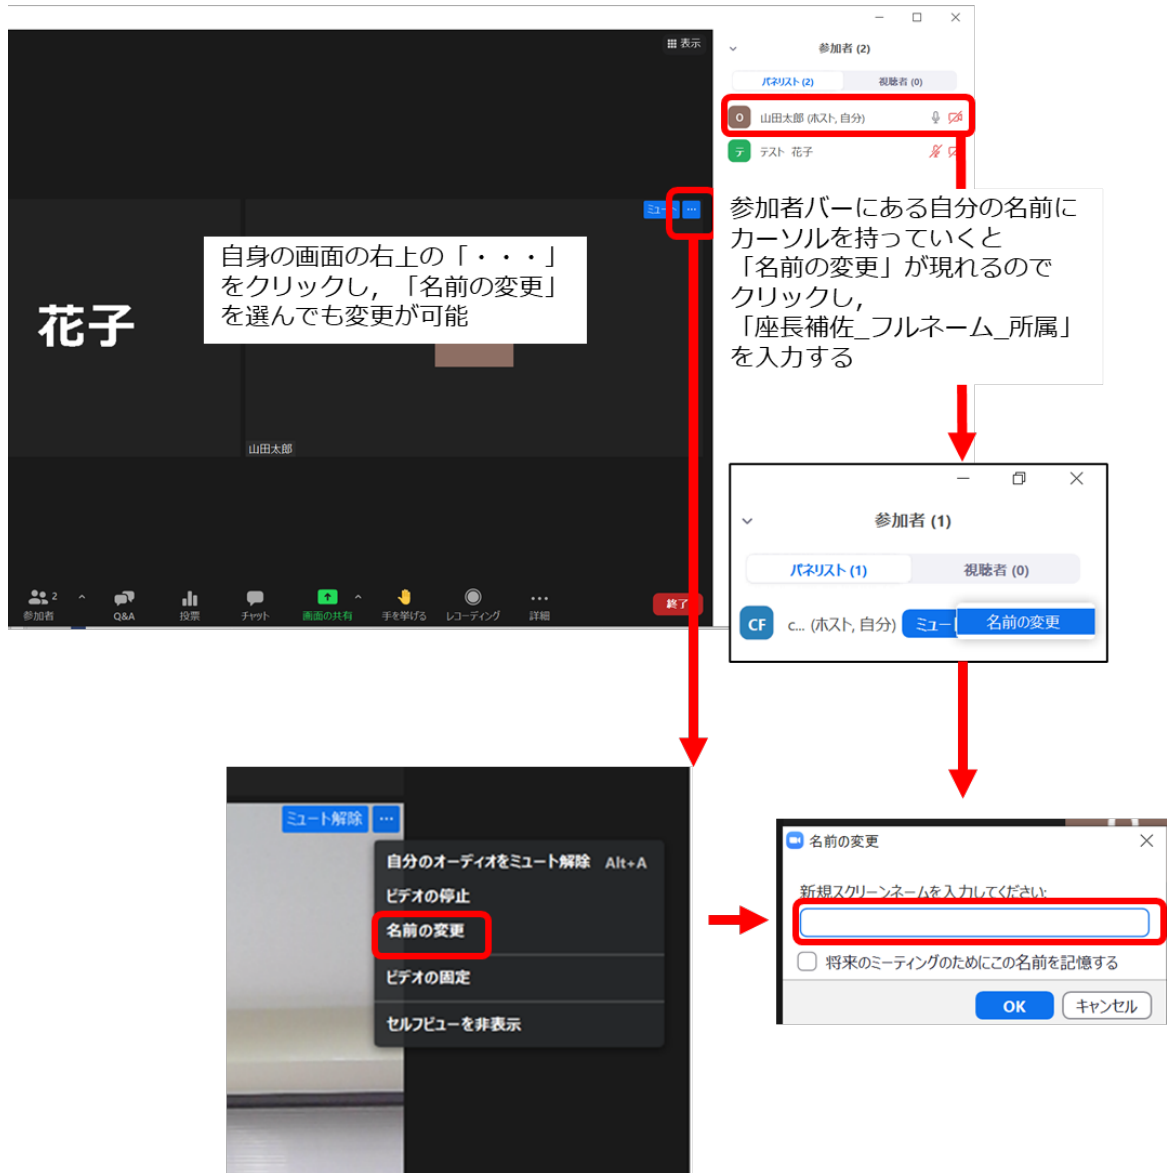 表示
参加者 (2)
パネリスト (2)
視聴者 (0)
O 山田太郎 (ホスト, 自分)
テ テスト 花子
ミュート ...
自身の画面の右上の「・・・」
をクリックし，「名前の変更」
を選んでも変更が可能
参加者バーにある自分の名前に
カーソルを持っていくと
「名前の変更」が現れるので
クリックし，
「座長補佐_フルネーム_所属」
を入力する
花子
山田太郎
2
参加者
Q&A
投票
チャット
画面の共有
手を挙げる
レコーディング
詳細
終了
参加者 (1)
パネリスト (1)
視聴者 (0)
CF c... (ホスト, 自分) ミュー 名前の変更
ミュート解除 ...
自分のオーディオをミュート解除 Alt+A
ビデオの停止
名前の変更
ビデオの固定
セルフビューを非表示
名前の変更
新規スクリーンネームを入力してください:
将来のミーティングのためにこの名前を記憶する
OK キャンセル